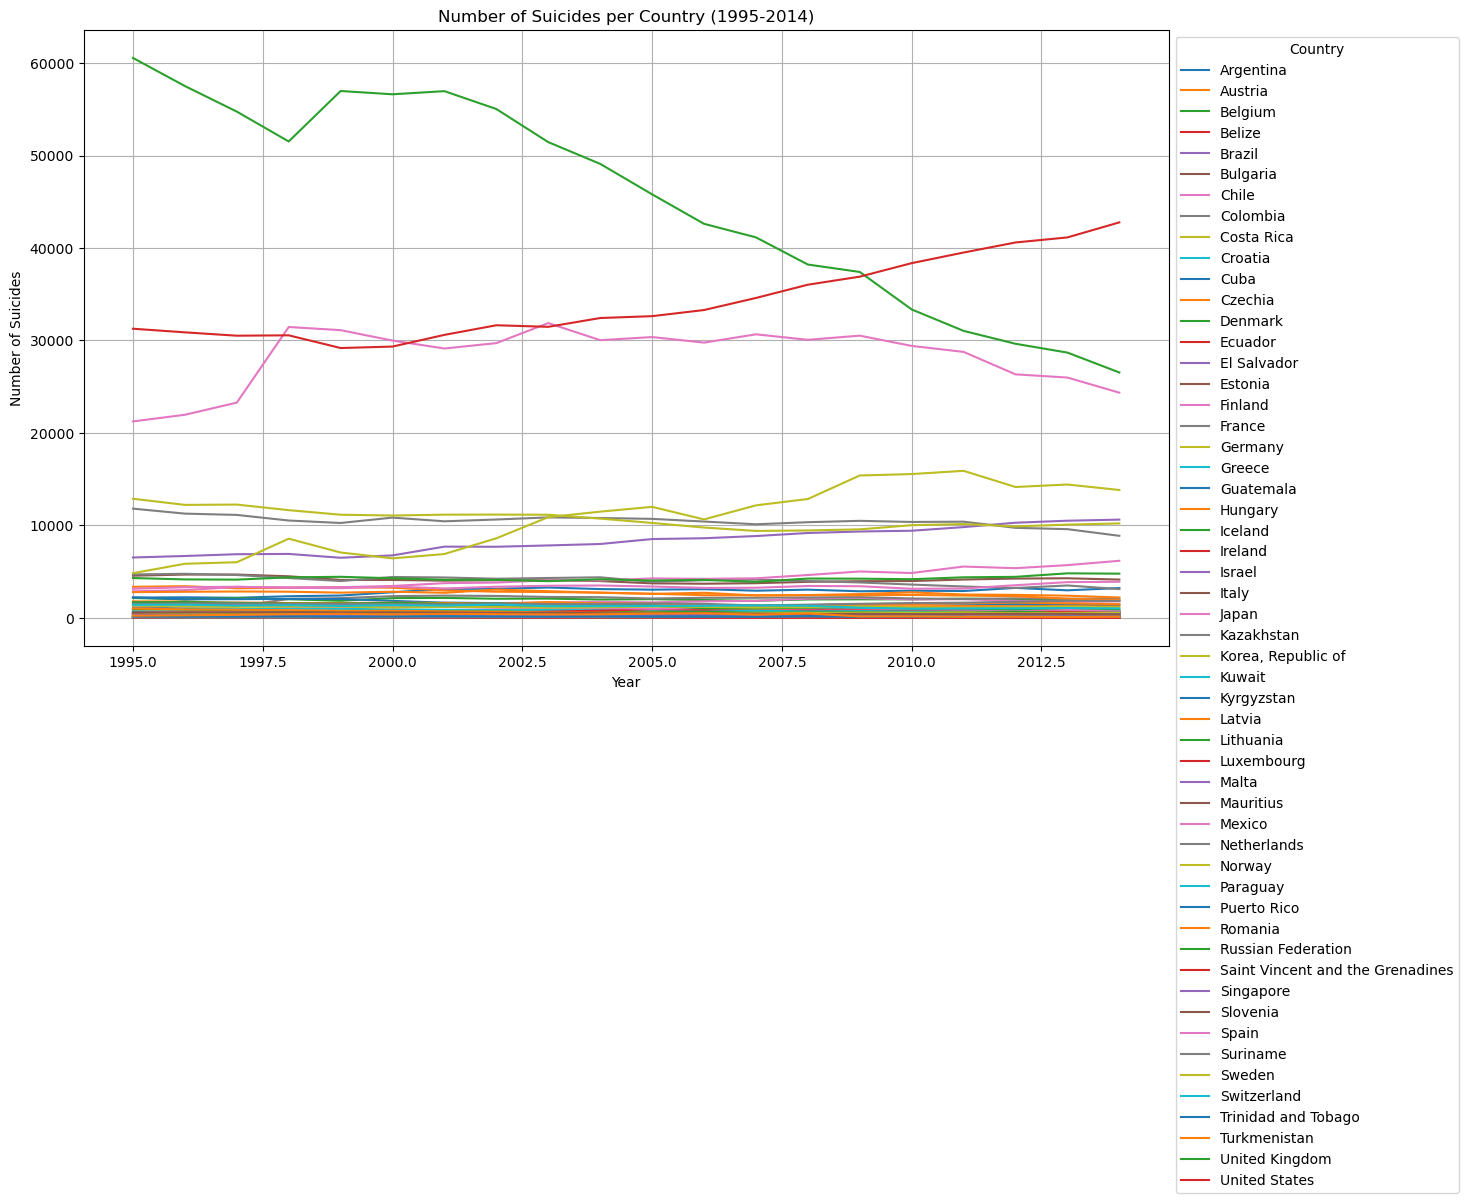 Number of Suicides per Country (1995-2014)
Number of Suicides
60000
50000
40000
30000
20000
10000
0
1995.0 1997.5 2000.0 2002.5 2005.0 2007.5 2010.0 2012.5
Year
Country
Argentina
Austria
Belgium
Belize
Brazil
Bulgaria
Chile
Colombia
Costa Rica
Croatia
Cuba
Czechia
Denmark
Ecuador
El Salvador
Estonia
Finland
France
Germany
Greece
Guatemala
Hungary
Iceland
Ireland
Israel
Italy
Japan
Kazakhstan
Korea, Republic of
Kuwait
Kyrgyzstan
Latvia
Lithuania
Luxembourg
Malta
Mauritius
Mexico
Netherlands
Norway
Paraguay
Puerto Rico
Romania
Russian Federation
Saint Vincent and the Grenadines
Singapore
Slovenia
Spain
Suriname
Sweden
Switzerland
Trinidad and Tobago
Turkmenistan
United Kingdom
United States